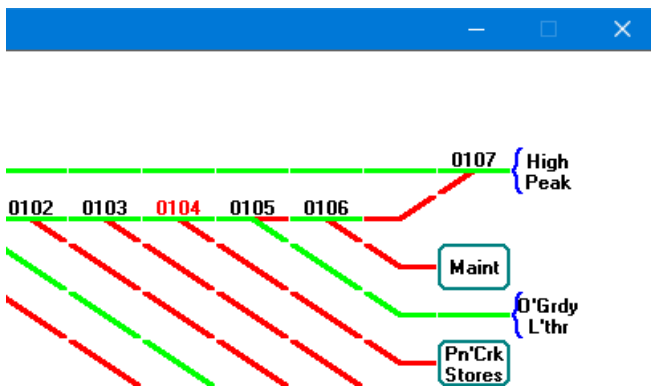 0107
High
Peak
0102 0103 0104 0105 0106
Maint
O'Grdy
L'thr
Pn'Crk
Stores